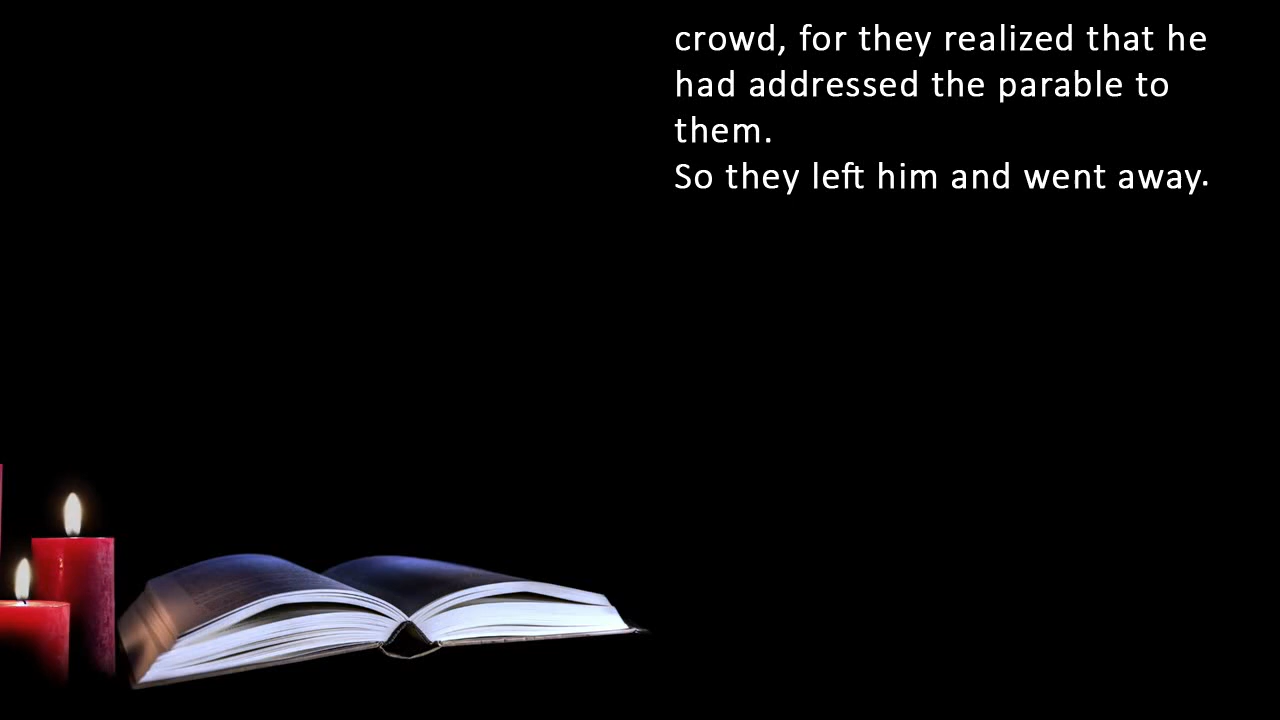 crowd, for they realized that he
had addressed the parable to
them.
So they left him and went away.